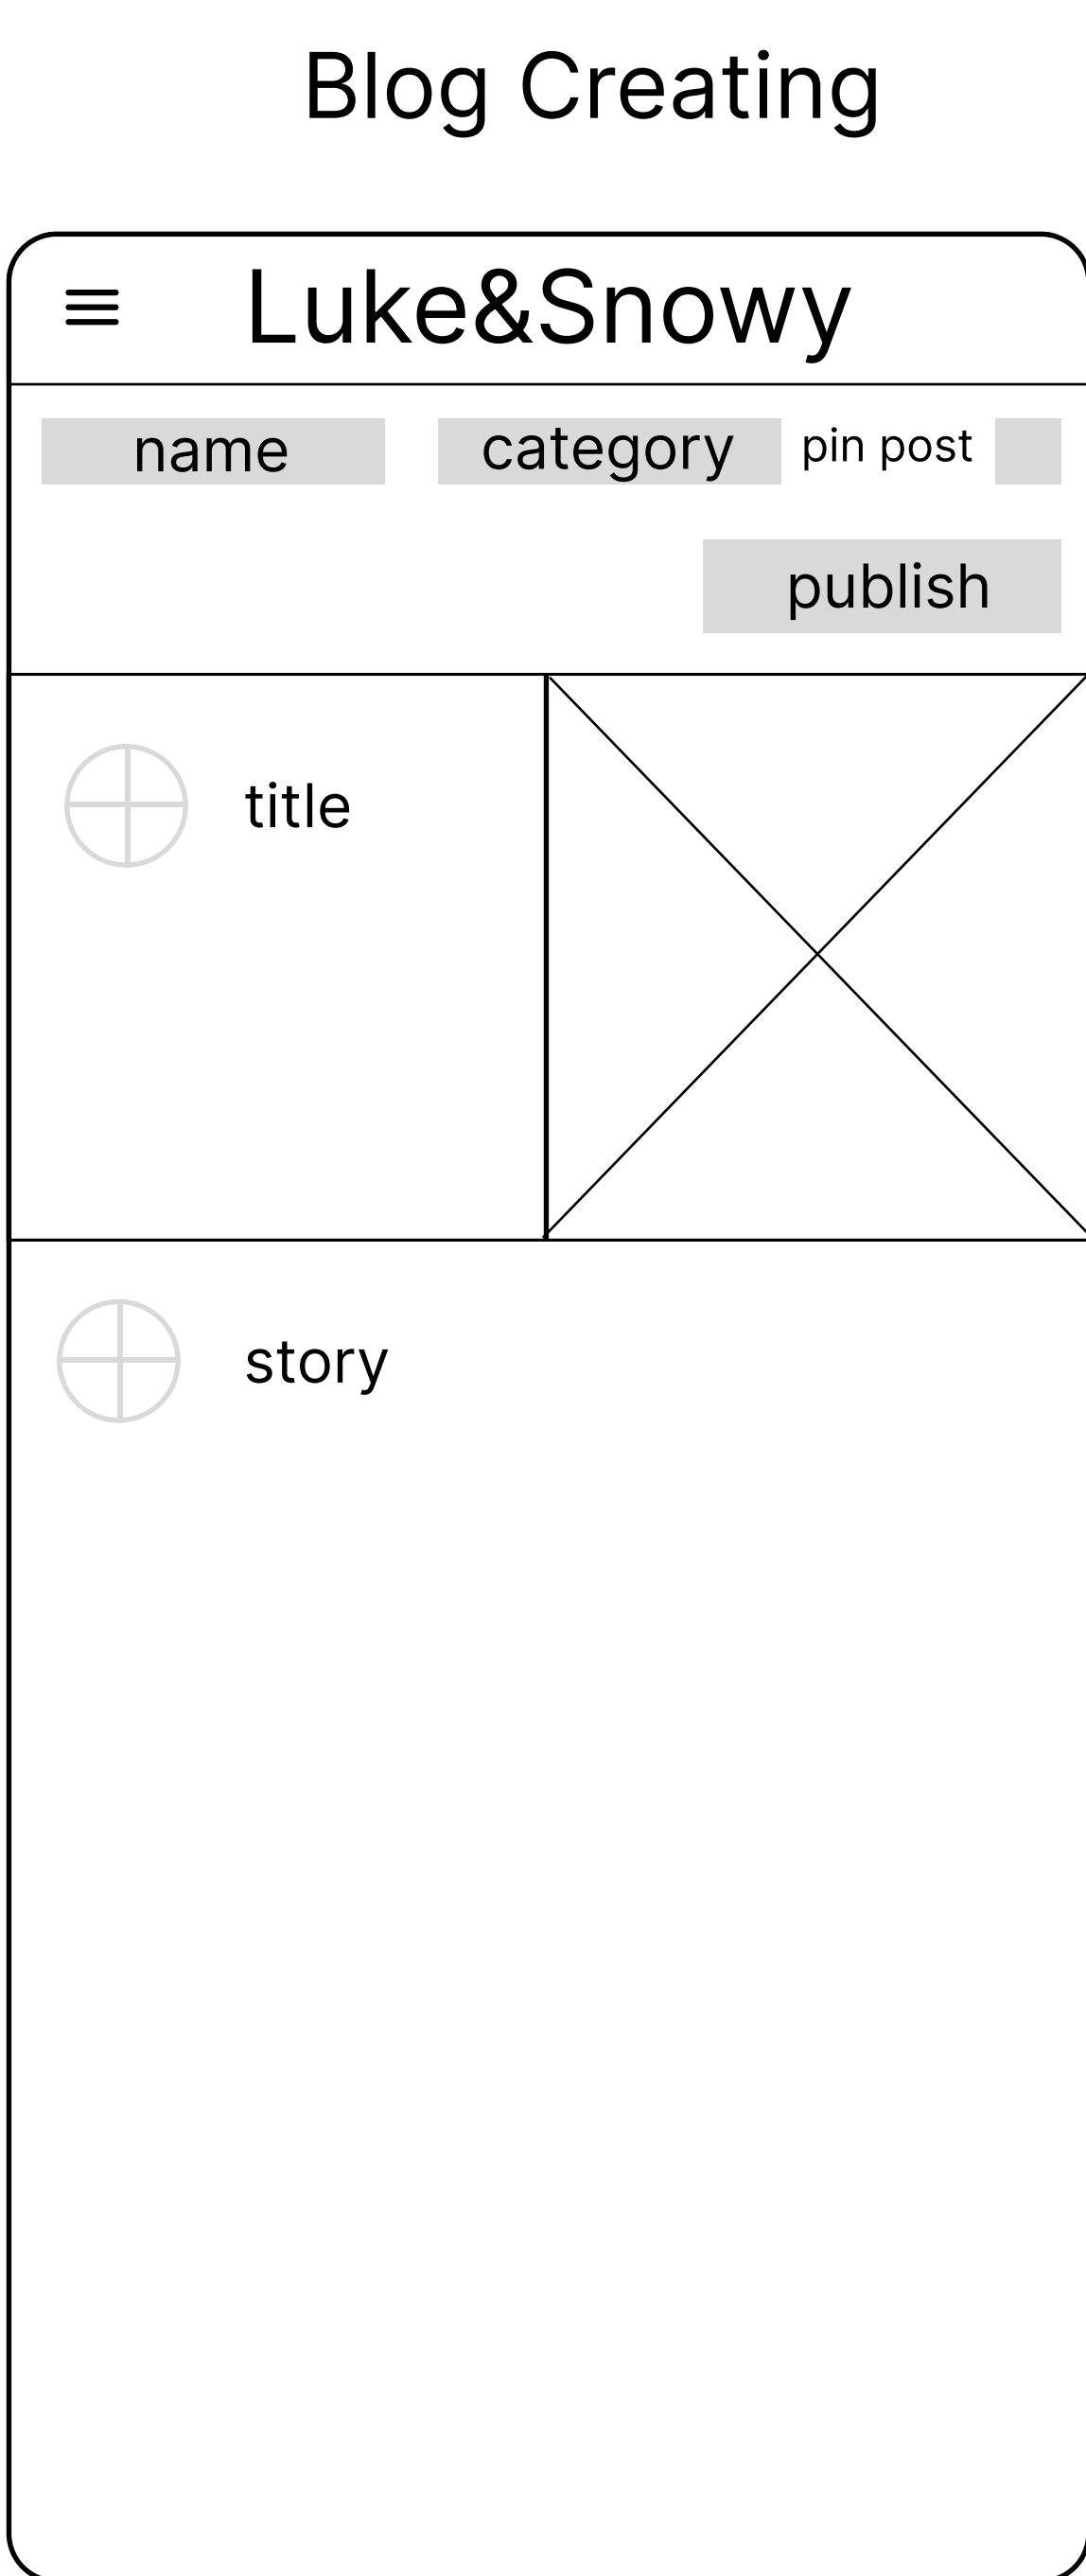 Blog Creating
Luke&Snowy
name category pin post
publish
title
story